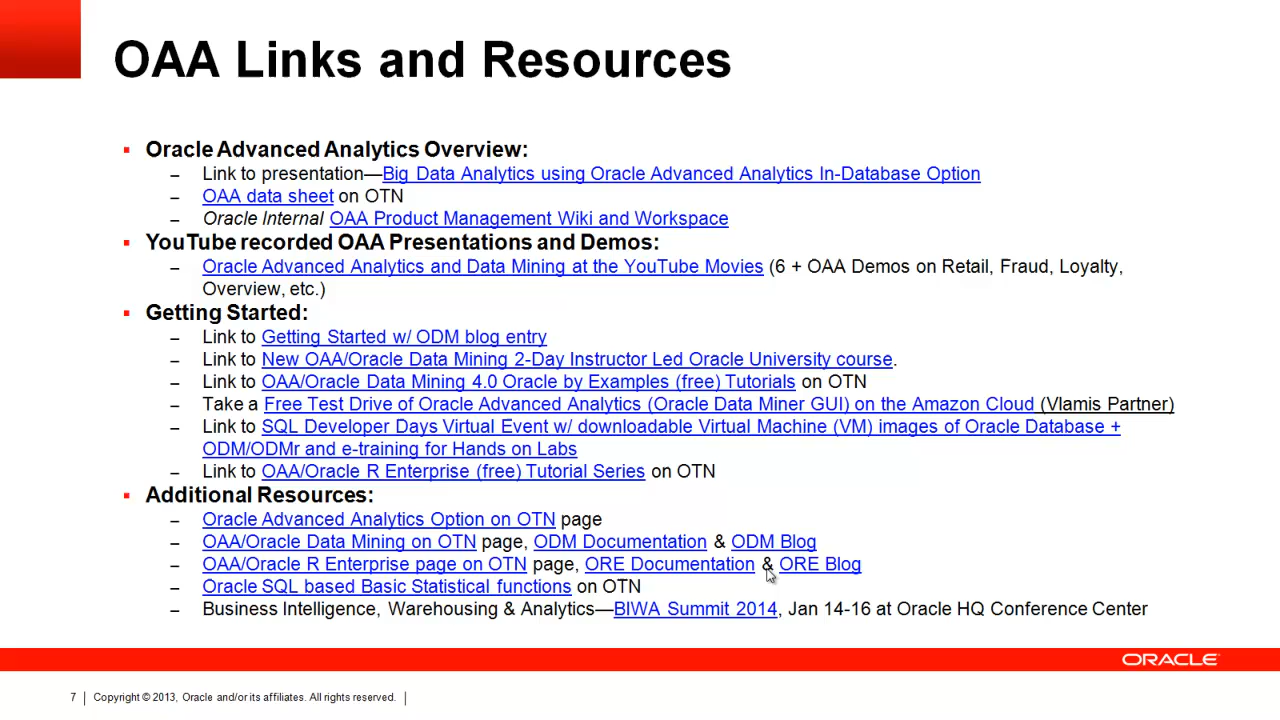 OAA Links and Resources
Oracle Advanced Analytics Overview:
– Link to presentation—Big Data Analytics using Oracle Advanced Analytics In-Database Option
– OAA data sheet on OTN
– Oracle Internal OAA Product Management Wiki and Workspace
YouTube recorded OAA Presentations and Demos:
– Oracle Advanced Analytics and Data Mining at the YouTube Movies (6 + OAA Demos on Retail, Fraud, Loyalty,
Overview, etc.)
Getting Started:
– Link to Getting Started w/ ODM blog entry
– Link to New OAA/Oracle Data Mining 2-Day Instructor Led Oracle University course.
– Link to OAA/Oracle Data Mining 4.0 Oracle by Examples (free) Tutorials on OTN
– Take a Free Test Drive of Oracle Advanced Analytics (Oracle Data Miner GUI) on the Amazon Cloud (Vlamis Partner)
– Link to SQL Developer Days Virtual Event w/ downloadable Virtual Machine (VM) images of Oracle Database +
ODM/ODMr and e-training for Hands on Labs
– Link to OAA/Oracle R Enterprise (free) Tutorial Series on OTN
Additional Resources:
– Oracle Advanced Analytics Option on OTN page
– OAA/Oracle Data Mining on OTN page, ODM Documentation & ODM Blog
– OAA/Oracle R Enterprise page on OTN page, ORE Documentation & ORE Blog
– Oracle SQL based Basic Statistical functions on OTN
– Business Intelligence, Warehousing & Analytics—BIWA Summit 2014, Jan 14-16 at Oracle HQ Conference Center
ORACLE
7 | Copyright © 2013, Oracle and/or its affiliates. All rights reserved. |